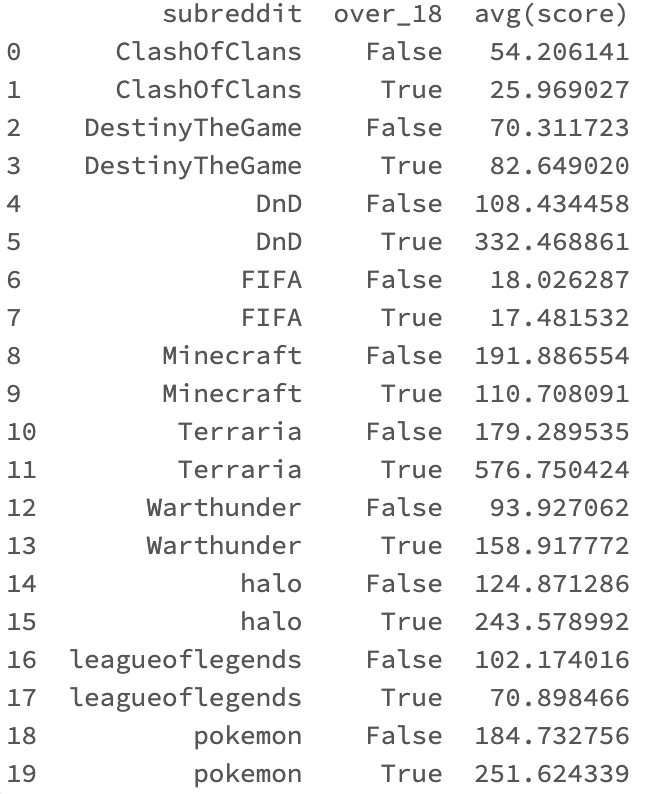 subreddit over_18 avg(score)
0 ClashOfClans False 54.206141
1 ClashOfClans True 25.969027
2 DestinyTheGame False 70.311723
3 DestinyTheGame True 82.649020
4 DnD False 108.434458
5 DnD True 332.468861
6 FIFA False 18.026287
7 FIFA True 17.481532
8 Minecraft False 191.886554
9 Minecraft True 110.708091
10 Terraria False 179.289535
11 Terraria True 576.750424
12 Warthunder False 93.927062
13 Warthunder True 158.917772
14 halo False 124.871286
15 halo True 243.578992
16 leagueoflegends False 102.174016
17 leagueoflegends True 70.898466
18 pokemon False 184.732756
19 pokemon True 251.624339